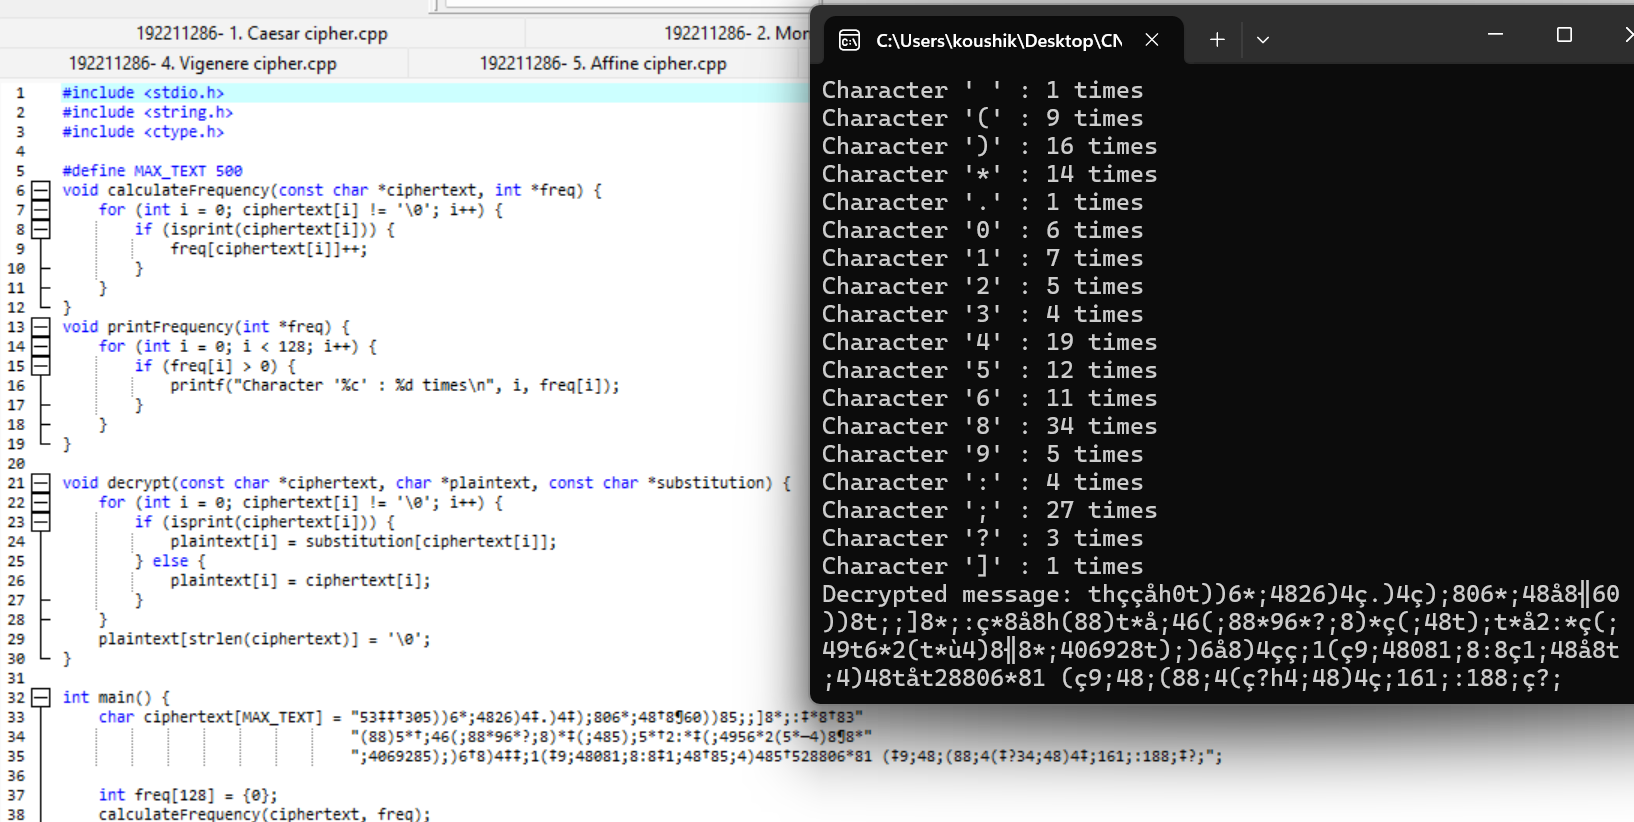 192211286- 1. Caesar cipher.cpp
192211286- 2. Mor
192211286- 4. Vigenere cipher.cpp
192211286- 5. Affine cipher.cpp
1 #include <stdio.h>
2 #include <string.h>
3 #include <ctype.h>
4
5 #define MAX_TEXT 500
6 void calculateFrequency(const char *ciphertext, int *freq) {
7 for (int i = 0; ciphertext[i] != '\0'; i++) {
8 if (isprint(ciphertext[i])) {
9 freq[ciphertext[i]]++;
10 }
11 }
12 }
13 void printFrequency(int *freq) {
14 for (int i = 0; i < 128; i++) {
15 if (freq[i] > 0) {
16 printf("Character '%c' : %d times\n", i, freq[i]);
17 }
18 }
19 }
20
21 void decrypt(const char *ciphertext, char *plaintext, const char *substitution) {
22 for (int i = 0; ciphertext[i] != '\0'; i++) {
23 if (isprint(ciphertext[i])) {
24 plaintext[i] = substitution[ciphertext[i]];
25 } else {
26 plaintext[i] = ciphertext[i];
27 }
28 }
29 plaintext[strlen(ciphertext)] = '\0';
30 }
31
32 int main() {
33 char ciphertext[MAX_TEXT] = "53‡‡†305))6*;4826)4‡.)4‡);806*;48†8¶60))85;;]8*;:‡*8†83"
34 "(88)5*†;46(;88*96*?;8)*‡(;485);5*†2:*‡(;4956*2(5*—4)8¶8*"
35 ";4069285);)6†8)4‡‡;1(‡9;48081;8:8‡1;48†85;4)485†528806*81 (‡9;48;(88;4(‡?34;48)4‡;161;:188;‡?;";
36
37 int freq[128] = {0};
38 calculateFrequency(ciphertext, freq);
C:\Users\koushik\Desktop\CN
Character ' ' : 1 times
Character '(' : 9 times
Character ')' : 16 times
Character '*' : 14 times
Character '.' : 1 times
Character '0' : 6 times
Character '1' : 7 times
Character '2' : 5 times
Character '3' : 4 times
Character '4' : 19 times
Character '5' : 12 times
Character '6' : 11 times
Character '8' : 34 times
Character '9' : 5 times
Character ':' : 4 times
Character ';' : 27 times
Character '?' : 3 times
Character ']' : 1 times
Decrypted message: thççåh0t))6*;4826)4ç.)4ç);806*;48å8╢60
))8t;;]8*;:ç*8å8h(88)t*å;46(;88*96*?;8)*ç(;48t);t*å2:*ç(;
49t6*2(t*ù4)8╢8*;406928t);)6å8)4çç;1(ç9;48081;8:8ç1;48å8t
;4)48tåt28806*81 (ç9;48;(88;4(ç?h4;48)4ç;161;:188;ç?;